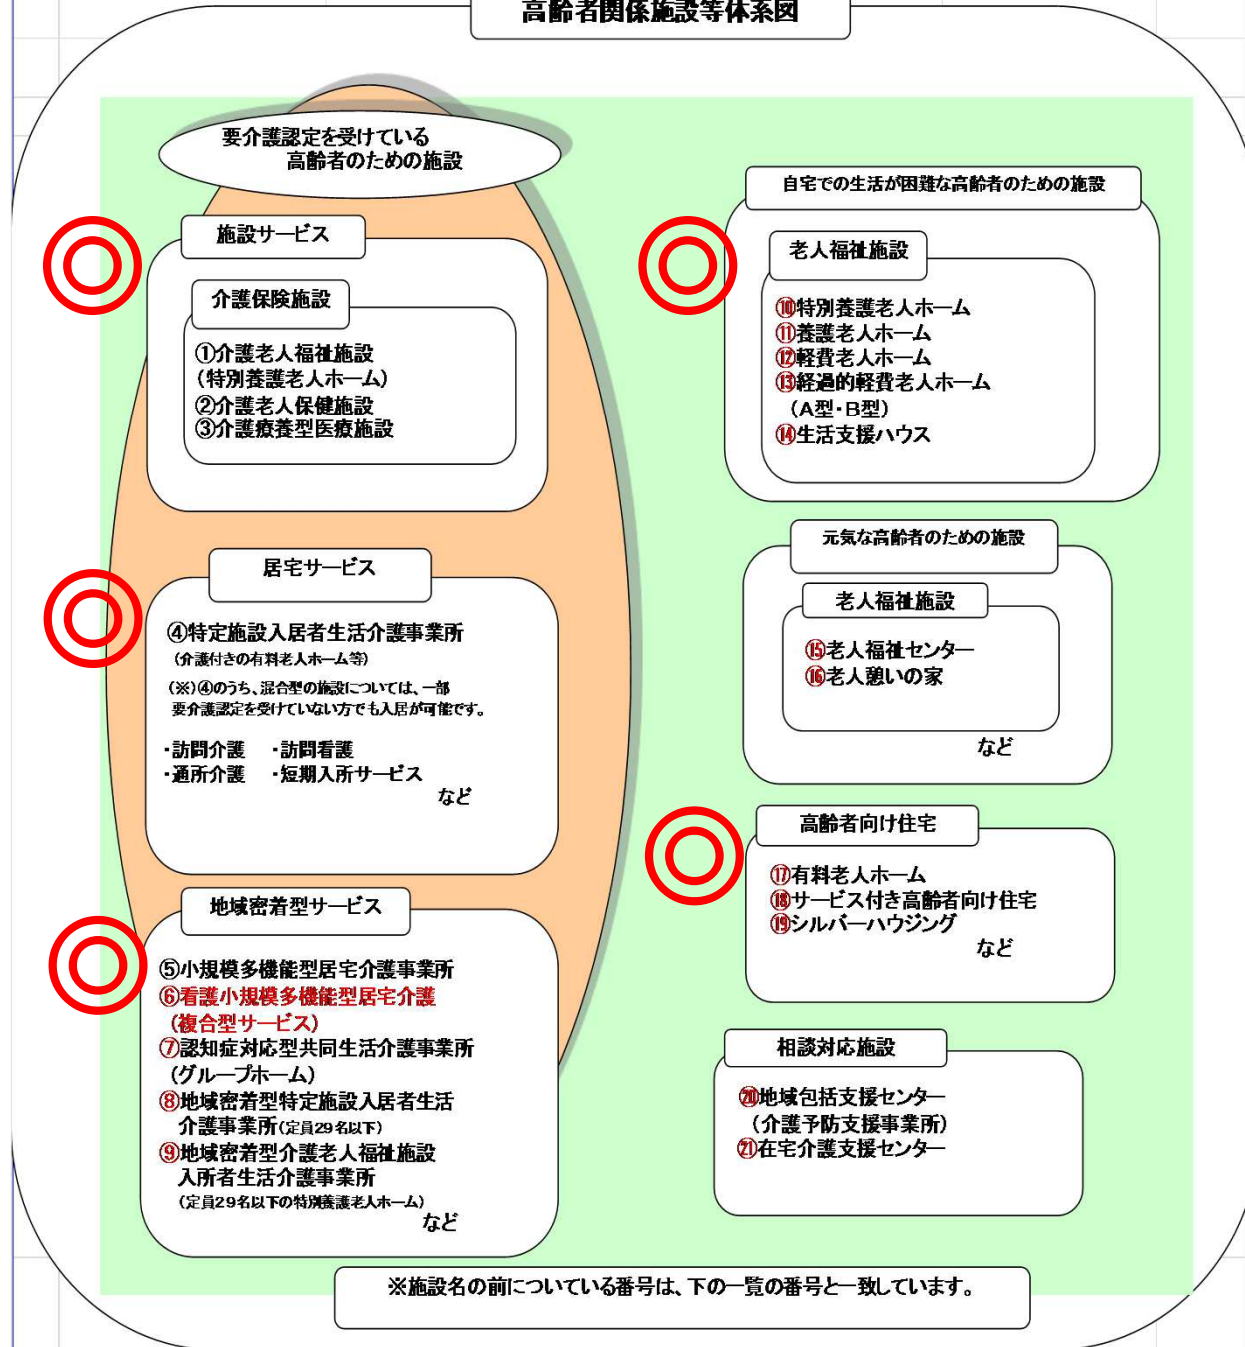 高齢者関係施設等体系図
要介護認定を受けている
高齢者のための施設
施設サービス
介護保険施設
①介護老人福祉施設
(特別養護老人ホーム)
②介護老人保健施設
③介護療養型医療施設
居宅サービス
④特定施設入居者生活介護事業所
(介護付きの有料老人ホーム等)
(※)④のうち、混合型の施設については、一部
要介護認定を受けていない方でも入居が可能です。
・訪問介護 ・訪問看護
・通所介護 ・短期入所サービス
など
地域密着型サービス
⑤小規模多機能型居宅介護事業所
⑥看護小規模多機能型居宅介護
(複合型サービス)
⑦認知症対応型共同生活介護事業所
(グループホーム)
⑧地域密着型特定施設入居者生活
介護事業所(定員29名以下)
⑨地域密着型介護老人福祉施設
入所者生活介護事業所
(定員29名以下の特別養護老人ホーム)
など
自宅での生活が困難な高齢者のための施設
老人福祉施設
⑩特別養護老人ホーム
⑪養護老人ホーム
⑫軽費老人ホーム
⑬経過的軽費老人ホーム
(A型・B型)
⑭生活支援ハウス
元気な高齢者のための施設
老人福祉施設
⑮老人福祉センター
⑯老人憩いの家
など
高齢者向け住宅
⑰有料老人ホーム
⑱サービス付き高齢者向け住宅
⑲シルバーハウジング
など
相談対応施設
⑳地域包括支援センター
(介護予防支援事業所)
㉑在宅介護支援センター
※施設名の前についている番号は、下の一覧の番号と一致しています。